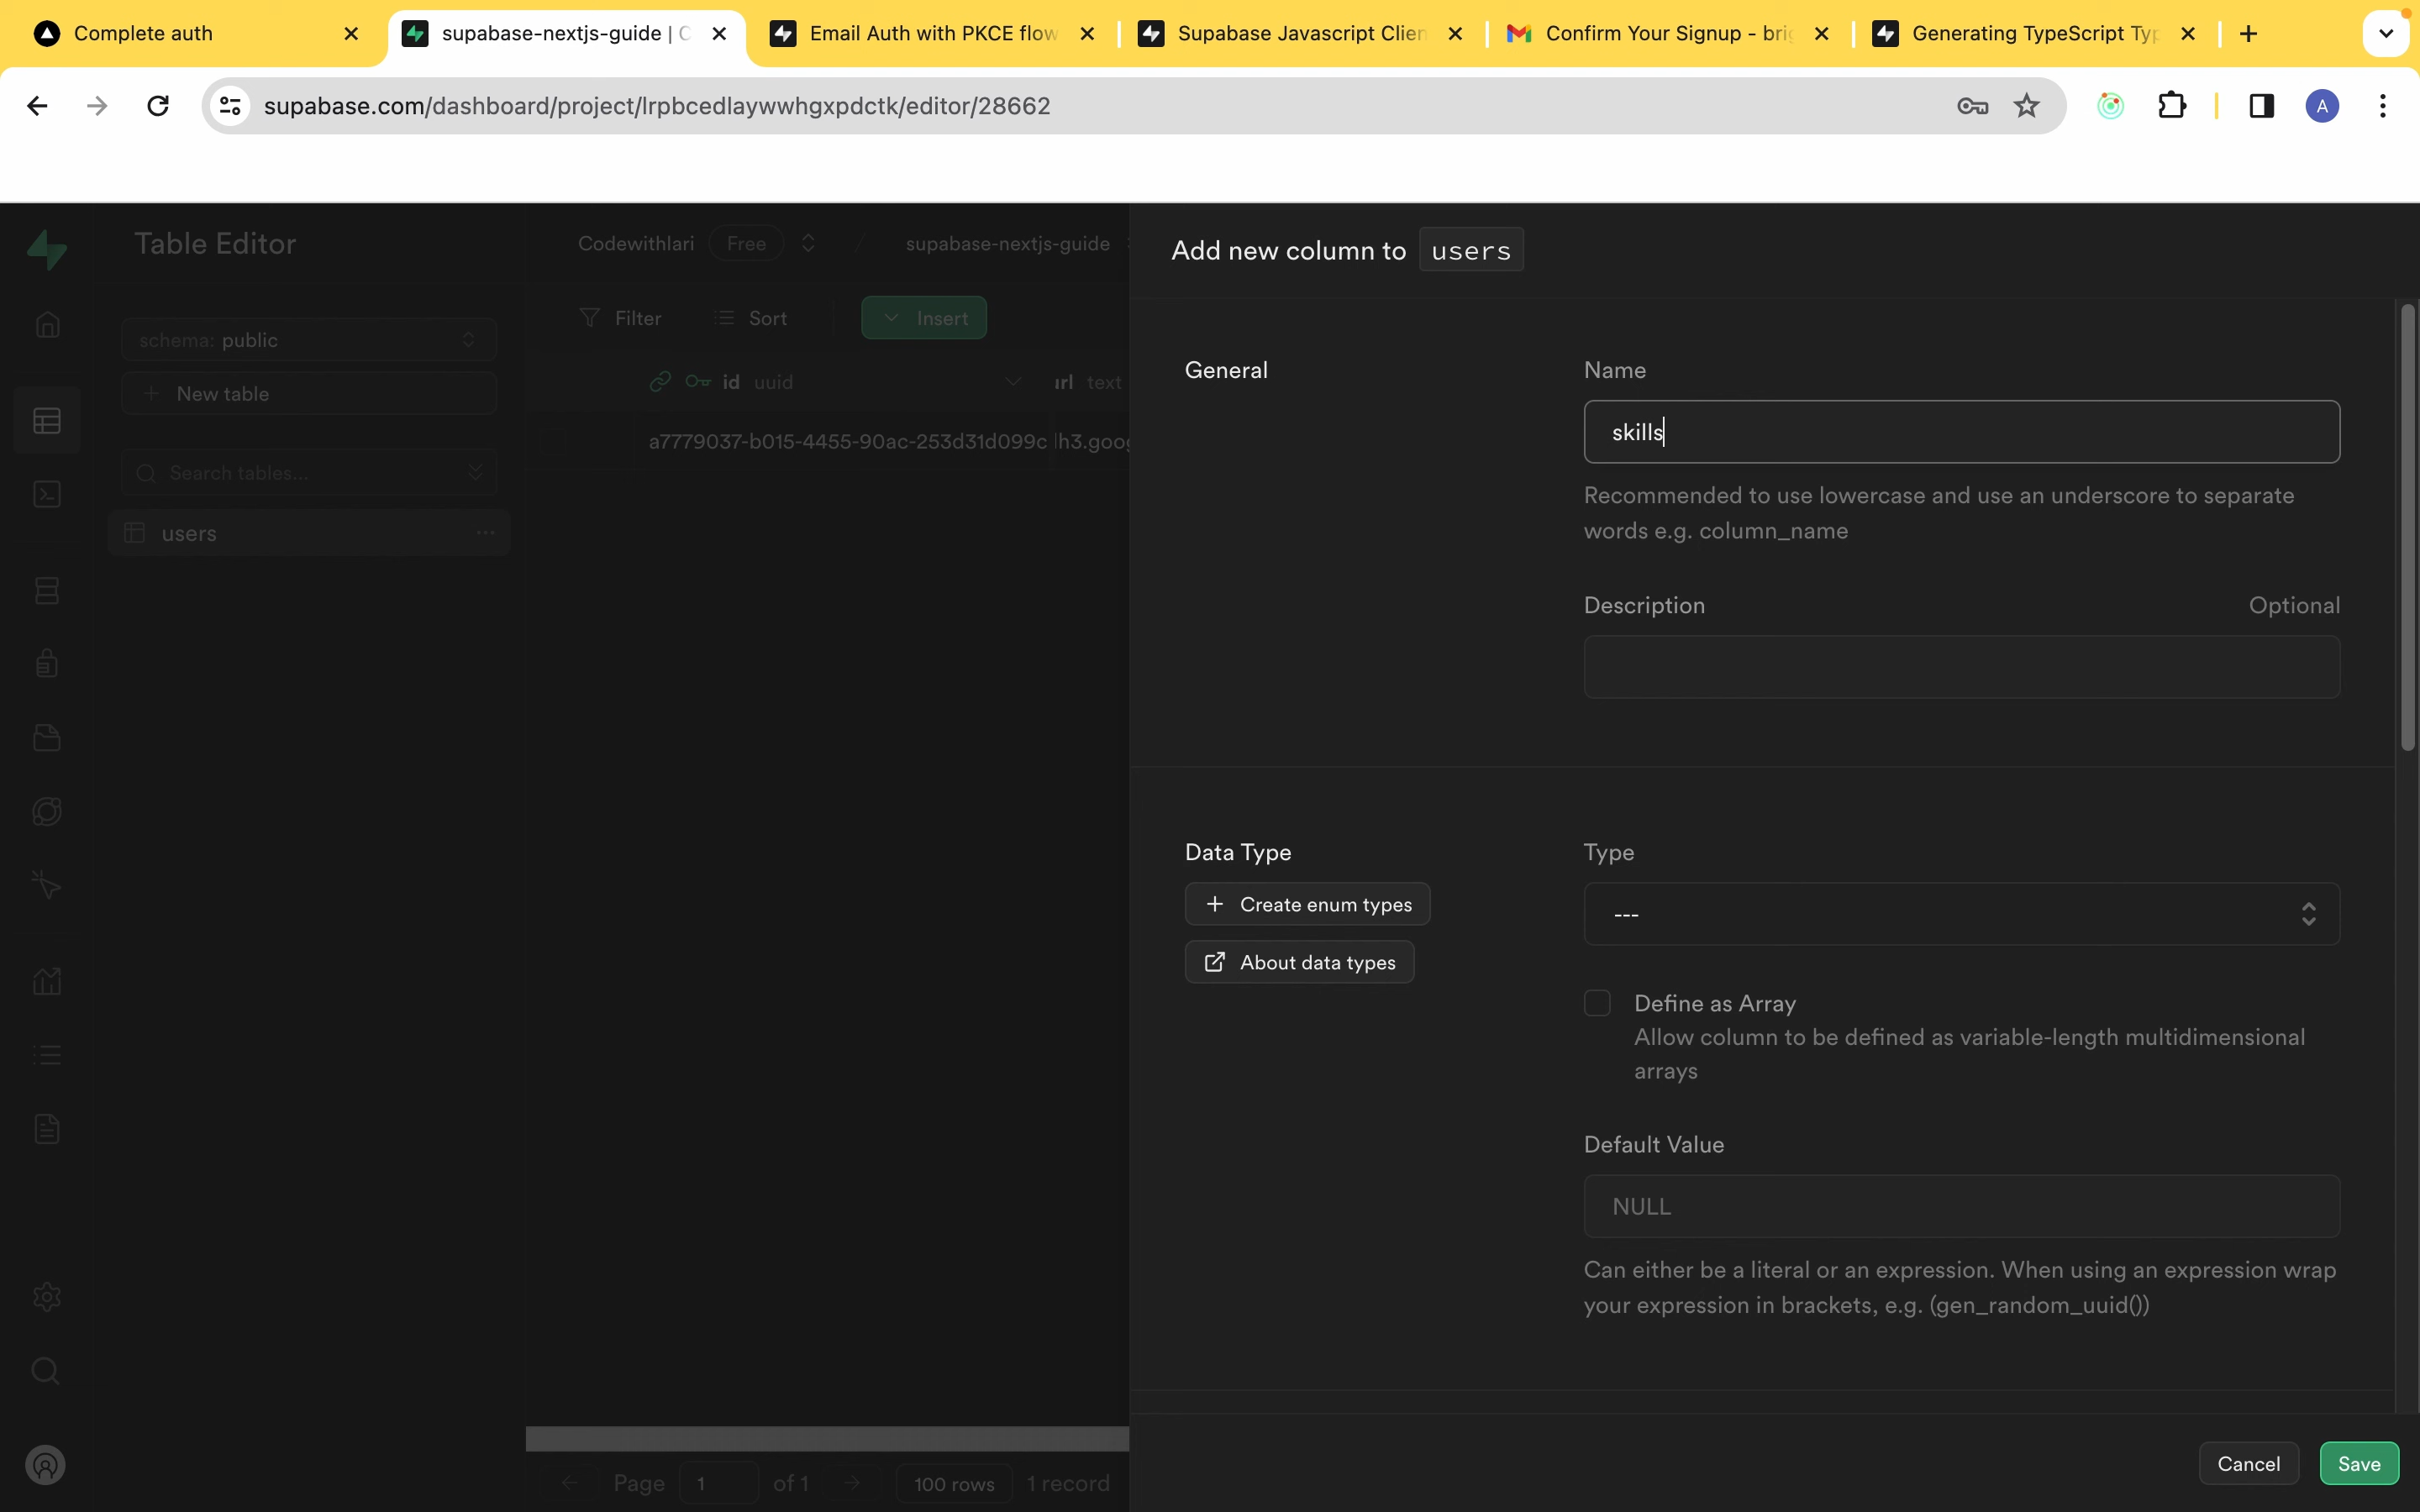 Complete auth
supabase-nextjs-guide | C
Email Auth with PKCE flow
Supabase Javascript Clien
Confirm Your Signup - brig
Generating TypeScript Typ
supabase.com/dashboard/project/lrpbcedlaywwhgxpdctk/editor/28662
A
Table Editor
schema: public
New table
Search tables...
users
Codewithlari Free / supabase-nextjs-guide
Filter Sort Insert
id uuid url text
a7779037-b015-4455-90ac-253d31d099c lh3.goog
Page 1 of 1 100 rows 1 record
Add new column to users
General
Name
skills
Recommended to use lowercase and use an underscore to separate
words e.g. column_name
Description Optional
Data Type
Create enum types
About data types
Type
---
Define as Array
Allow column to be defined as variable-length multidimensional
arrays
Default Value
NULL
Can either be a literal or an expression. When using an expression wrap
your expression in brackets, e.g. (gen_random_uuid())
Cancel Save